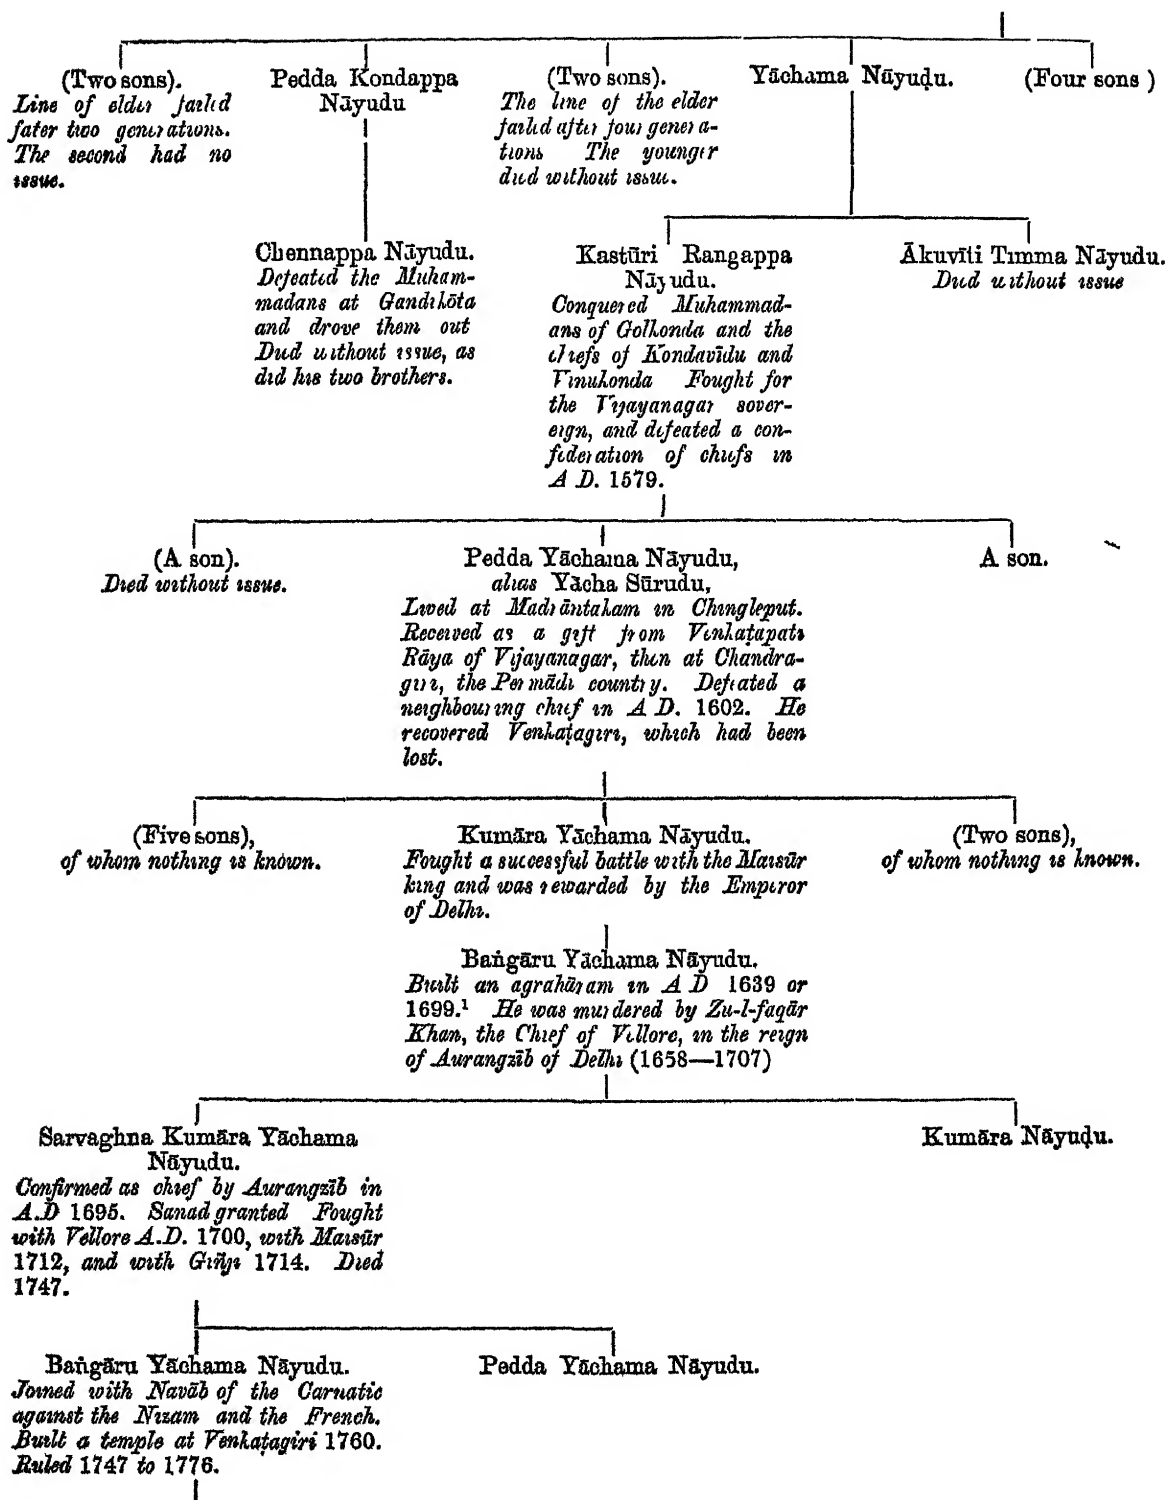 (Two sons).
Line of elder failed
fater two generations.
The second had no
issue.
Pedda Kondappa
Nāyudu
(Two sons).
The line of the elder
failed after four genera-
tions The younger
died without issue.
Yāchama Nāyuḍu.
(Four sons)
Chennappa Nāyudu.
Defeated the Muham-
madans at Gandikōta
and drove them out
Died without issue, as
did his two brothers.
Kastūri Rangappa
Nāyudu.
Conquered Muhammad-
ans of Golkonda and the
chiefs of Kondavīdu and
Vinukonda Fought for
the Vijayanagar sover-
eign, and defeated a con-
federation of chiefs in
A D. 1579.
Ākuvīti Timma Nāyudu.
Died without issue
(A son).
Died without issue.
Pedda Yāchama Nāyudu,
alias Yācha Sūrudu,
Lived at Madrāntakam in Chingleput.
Received as a gift from Venkaṭapati
Rāya of Vijayanagar, then at Chandra-
giri, the Permādi country. Defeated a
neighbouring chief in A D. 1602. He
recovered Venkaṭagiri, which had been
lost.
A son.
(Five sons),
of whom nothing is known.
Kumāra Yāchama Nāyudu.
Fought a successful battle with the Maisūr
king and was rewarded by the Emperor
of Delhi.
(Two sons),
of whom nothing is known.
Baṅgāru Yāchama Nāyudu.
Built an agrahāram in A D 1639 or
1699.¹ He was murdered by Zu-l-faqār
Khan, the Chief of Vellore, in the reign
of Aurangzīb of Delhi (1658—1707)
Sarvaghna Kumāra Yāchama
Nāyudu.
Confirmed as chief by Aurangzīb in
A.D 1695. Sanad granted Fought
with Vellore A.D. 1700, with Maisūr
1712, and with Giñji 1714. Died
1747.
Kumāra Nāyuḍu.
Baṅgāru Yāchama Nāyudu.
Joined with Navāb of the Carnatic
against the Nizam and the French.
Built a temple at Venkaṭagiri 1760.
Ruled 1747 to 1776.
Pedda Yāchama Nāyudu.